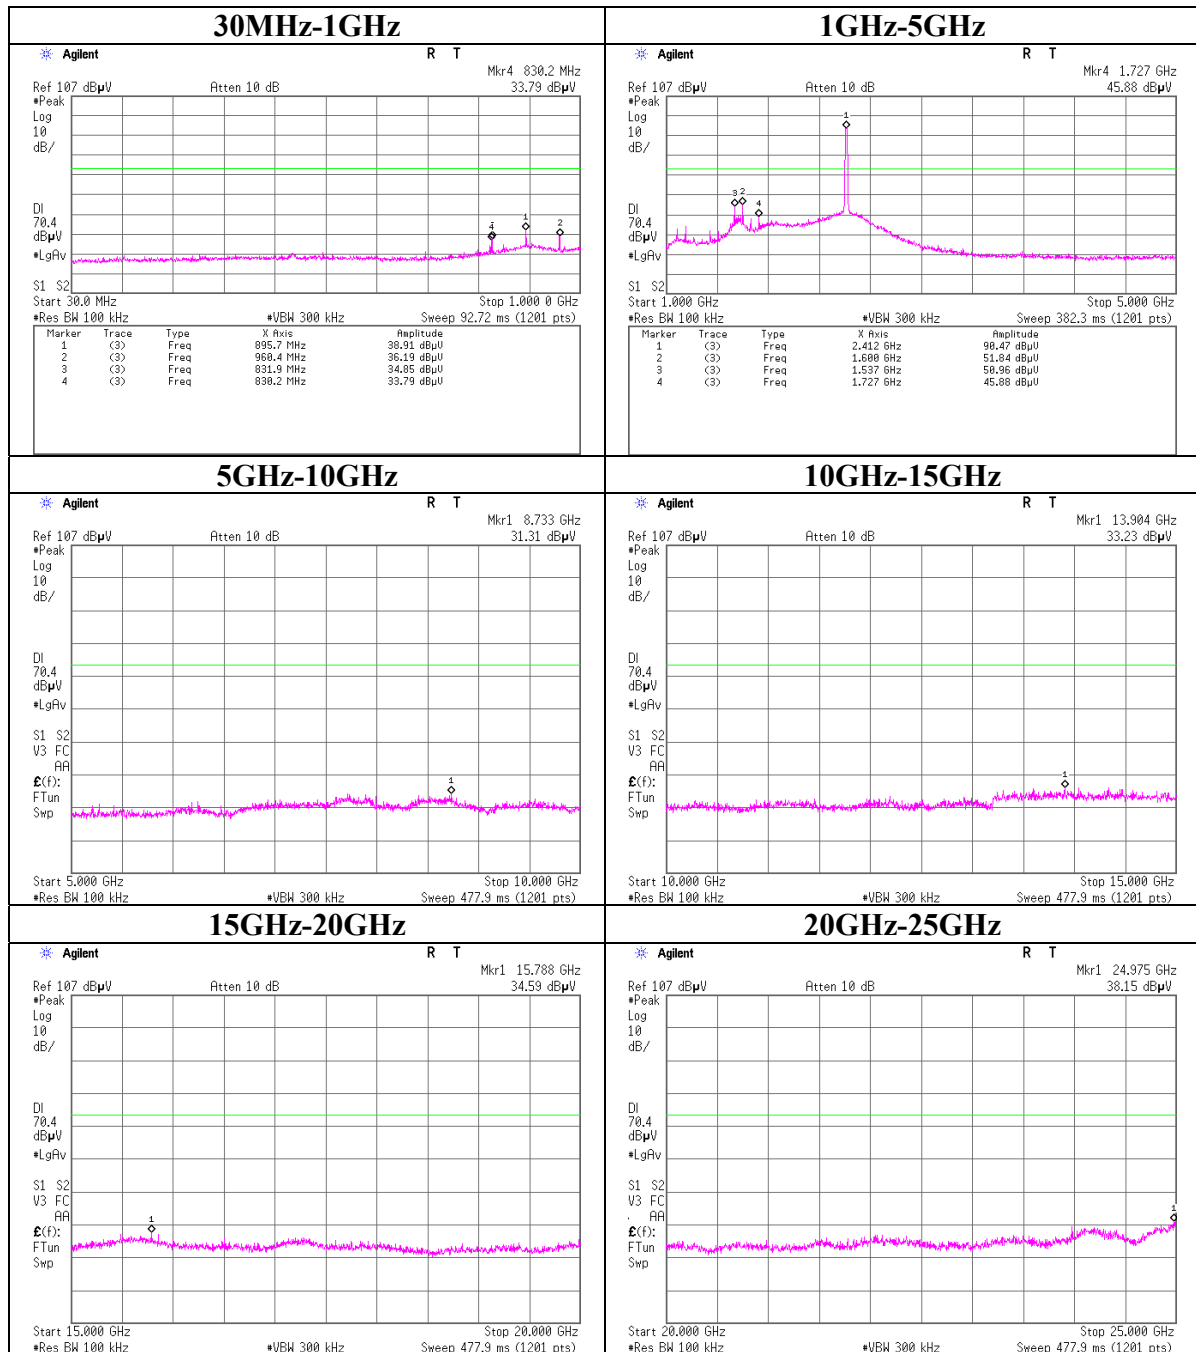 30MHz-1GHz
Agilent R T
Mkr4 830.2 MHz
Ref 107 dBµV Atten 10 dB 33.79 dBµV
#Peak
Log
10
dB/
1
2
4
DI
70.4
dBµV
#LgAv
S1 S2
Start 30.0 MHz Stop 1.000 0 GHz
#Res BW 100 kHz #VBW 300 kHz Sweep 92.72 ms (1201 pts)
Marker Trace Type X Axis Amplitude
1 (3) Freq 895.7 MHz 38.91 dBµV
2 (3) Freq 960.4 MHz 36.19 dBµV
3 (3) Freq 831.9 MHz 34.85 dBµV
4 (3) Freq 830.2 MHz 33.79 dBµV
1GHz-5GHz
Agilent R T
Mkr4 1.727 GHz
Ref 107 dBµV Atten 10 dB 45.88 dBµV
#Peak
Log
10
dB/
1
3 2
4
DI
70.4
dBµV
#LgAv
S1 S2
Start 1.000 GHz Stop 5.000 GHz
#Res BW 100 kHz #VBW 300 kHz Sweep 382.3 ms (1201 pts)
Marker Trace Type X Axis Amplitude
1 (3) Freq 2.412 GHz 90.47 dBµV
2 (3) Freq 1.600 GHz 51.84 dBµV
3 (3) Freq 1.537 GHz 50.96 dBµV
4 (3) Freq 1.727 GHz 45.88 dBµV
5GHz-10GHz
Agilent R T
Mkr1 8.733 GHz
Ref 107 dBµV Atten 10 dB 31.31 dBµV
#Peak
Log
10
dB/
DI
70.4
dBµV
#LgAv
S1 S2
V3 FC
AA
1
£(f):
FTun
Swp
Start 5.000 GHz Stop 10.000 GHz
#Res BW 100 kHz #VBW 300 kHz Sweep 477.9 ms (1201 pts)
10GHz-15GHz
Agilent R T
Mkr1 13.904 GHz
Ref 107 dBµV Atten 10 dB 33.23 dBµV
#Peak
Log
10
dB/
DI
70.4
dBµV
#LgAv
S1 S2
V3 FC
AA
1
£(f):
FTun
Swp
Start 10.000 GHz Stop 15.000 GHz
#Res BW 100 kHz #VBW 300 kHz Sweep 477.9 ms (1201 pts)
15GHz-20GHz
Agilent R T
Mkr1 15.788 GHz
Ref 107 dBµV Atten 10 dB 34.59 dBµV
#Peak
Log
10
dB/
DI
70.4
dBµV
#LgAv
S1 S2
V3 FC
AA
1
£(f):
FTun
Swp
Start 15.000 GHz Stop 20.000 GHz
#Res BW 100 kHz #VBW 300 kHz Sweep 477.9 ms (1201 pts)
20GHz-25GHz
Agilent R T
Mkr1 24.975 GHz
Ref 107 dBµV Atten 10 dB 38.15 dBµV
#Peak
Log
10
dB/
DI
70.4
dBµV
#LgAv
S1 S2
V3 FC
1
AA
£(f):
FTun
Swp
Start 20.000 GHz Stop 25.000 GHz
#Res BW 100 kHz #VBW 300 kHz Sweep 477.9 ms (1201 pts)